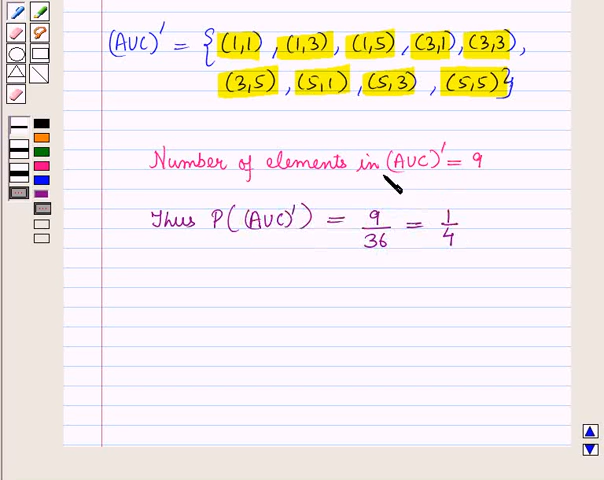 (AUC)' = {(1,1) , (1,3) , (1,5) , (3,1), (3,3),
(3,5) , (5,1) , (5,3) , (5,5)}
Number of elements in (AUC)' = 9
Thus P((AUC)') = 9/36 = 1/4